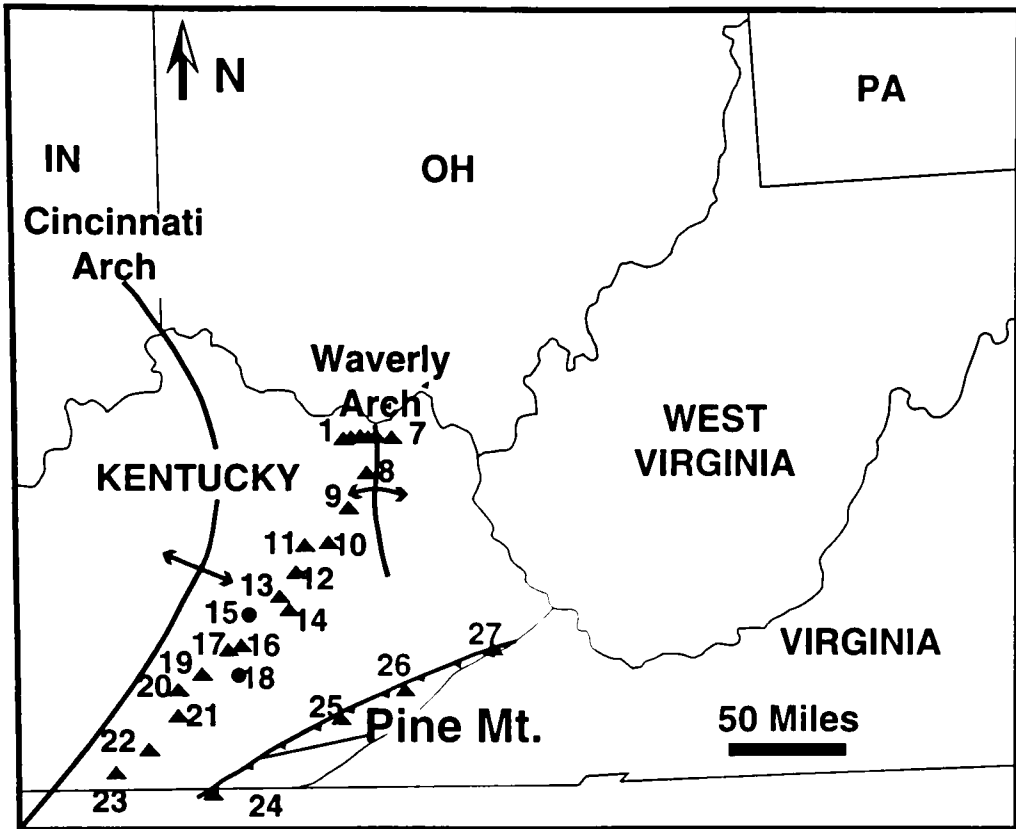 N
PA
IN
OH
Cincinnati
Arch
Waverly
Arch
1
7
WEST
VIRGINIA
KENTUCKY
8
9
11
10
12
13
14
15
17
16
27
VIRGINIA
19
18
26
20
21
25
Pine Mt.
50 Miles
22
23
24